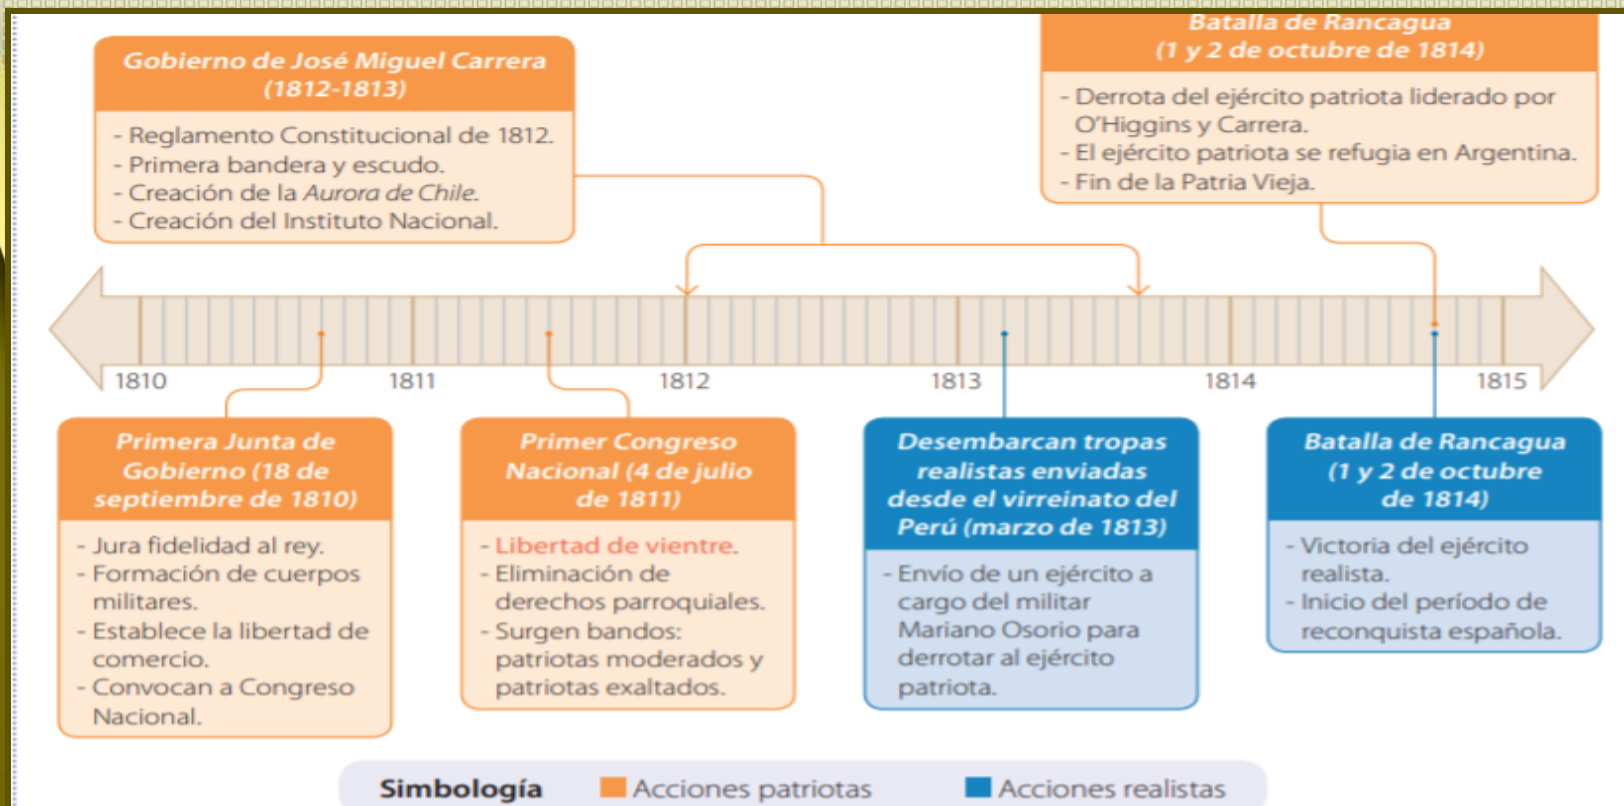 Gobierno de José Miguel Carrera
(1812-1813)
- Reglamento Constitucional de 1812.
- Primera bandera y escudo.
- Creación de la Aurora de Chile.
- Creación del Instituto Nacional.
Batalla de Rancagua
(1 y 2 de octubre de 1814)
- Derrota del ejército patriota liderado por
O'Higgins y Carrera.
- El ejército patriota se refugia en Argentina.
- Fin de la Patria Vieja.
1810
1811
1812
1813
1814
1815
Primera Junta de
Gobierno (18 de
septiembre de 1810)
- Jura fidelidad al rey.
- Formación de cuerpos
militares.
- Establece la libertad de
comercio.
- Convocan a Congreso
Nacional.
Primer Congreso
Nacional (4 de julio
de 1811)
- Libertad de vientre.
- Eliminación de
derechos parroquiales.
- Surgen bandos:
patriotas moderados y
patriotas exaltados.
Desembarcan tropas
realistas enviadas
desde el virreinato del
Perú (marzo de 1813)
- Envío de un ejército a
cargo del militar
Mariano Osorio para
derrotar al ejército
patriota.
Batalla de Rancagua
(1 y 2 de octubre
de 1814)
- Victoria del ejército
realista.
- Inicio del período de
reconquista española.
Simbología
Acciones patriotas
Acciones realistas